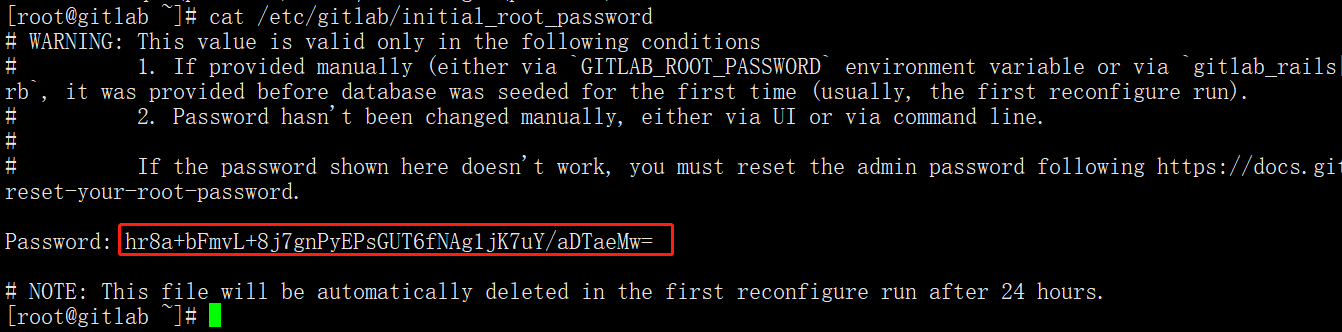 [root@gitlab ~]# cat /etc/gitlab/initial_root_password
# WARNING: This value is valid only in the following conditions
#          1. If provided manually (either via `GITLAB_ROOT_PASSWORD` environment variable or via `gitlab_rails
rb`, it was provided before database was seeded for the first time (usually, the first reconfigure run).
#          2. Password hasn't been changed manually, either via UI or via command line.
#
#          If the password shown here doesn't work, you must reset the admin password following https://docs.git
reset-your-root-password.
Password: hr8a+bFmvL+8j7gnPyEPsGUT6fNAg1jK7uY/aDTaeMw=
# NOTE: This file will be automatically deleted in the first reconfigure run after 24 hours.
[root@gitlab ~]#